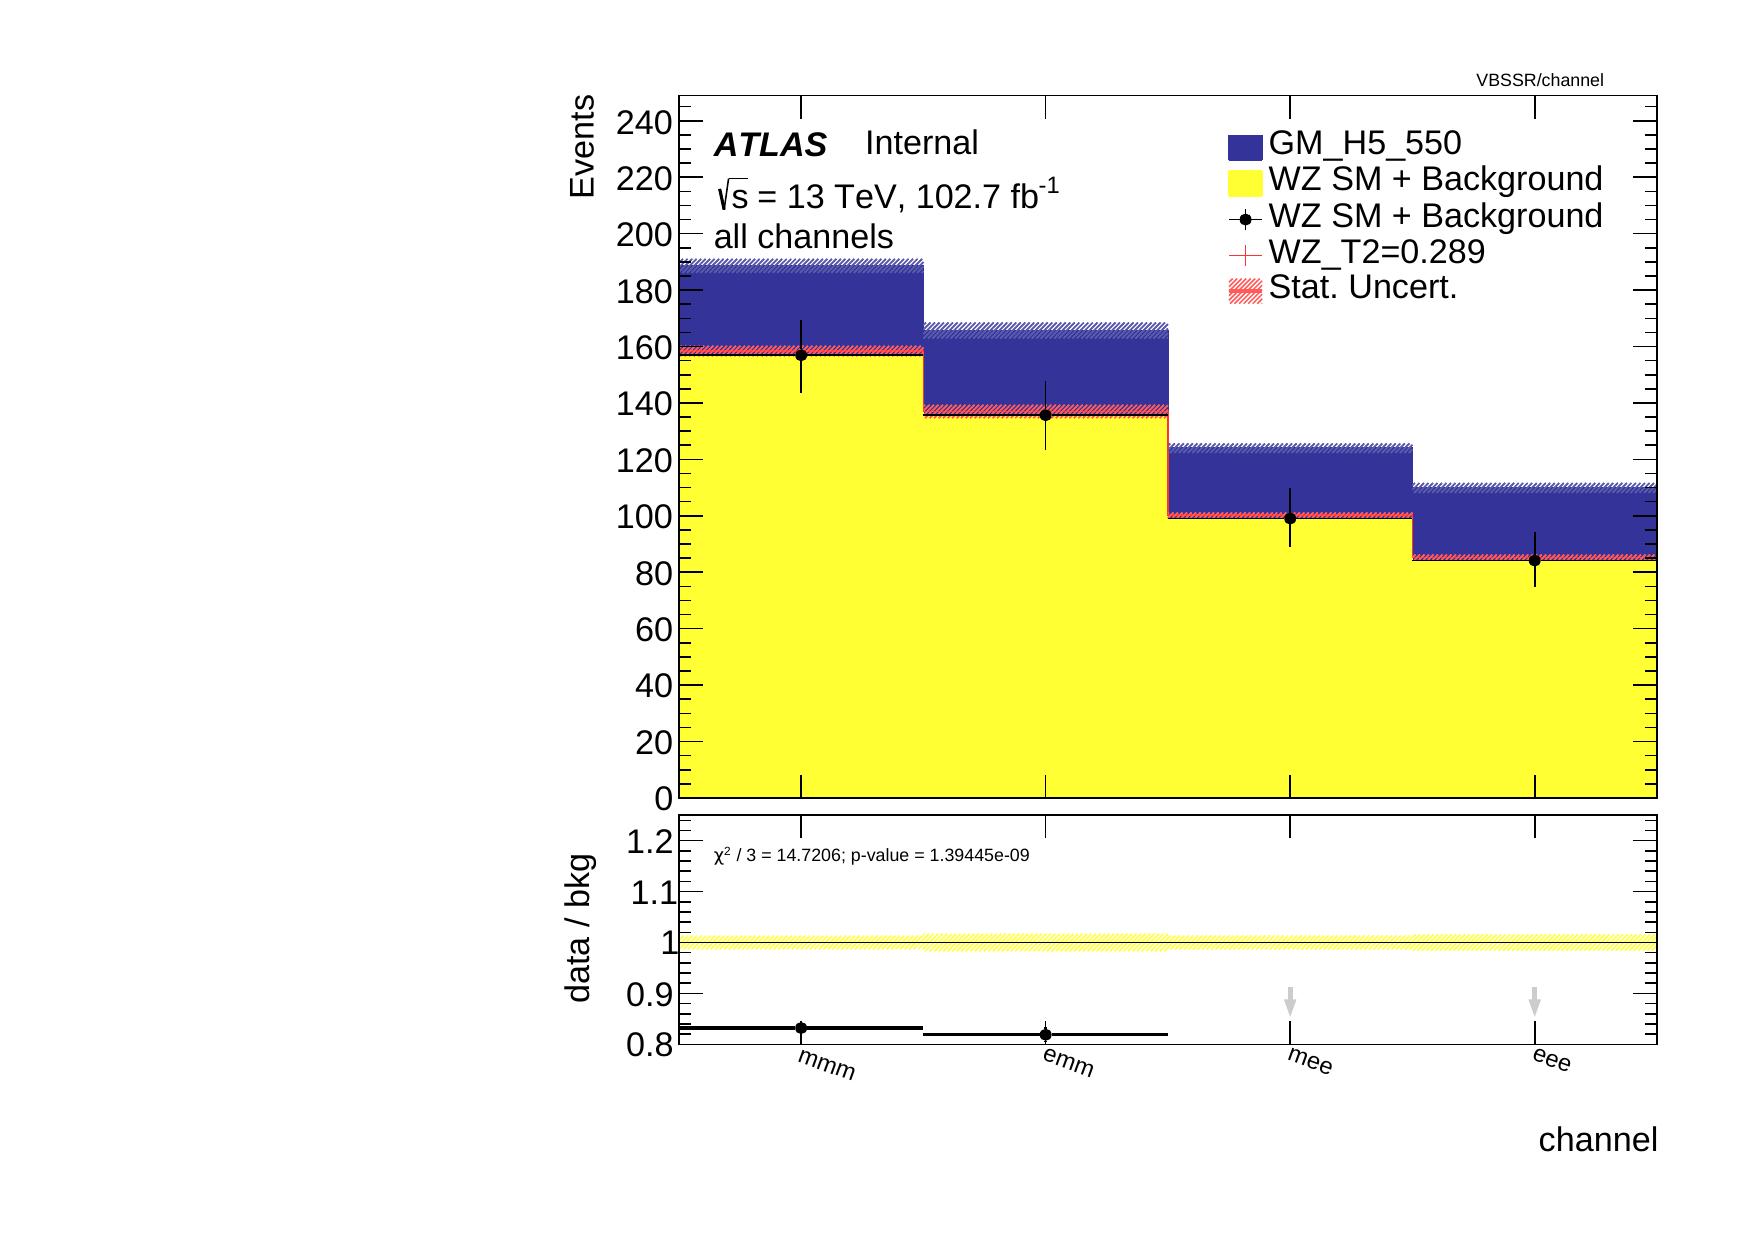 VBSSR/channel
Events
240
220
200
180
160
140
120
100
80
60
40
20
0
ATLAS Internal
√s = 13 TeV, 102.7 fb-1
all channels
GM_H5_550
WZ SM + Background
WZ SM + Background
WZ_T2=0.289
Stat. Uncert.
data / bkg
1.2
1.1
1
0.9
0.8
χ2 / 3 = 14.7206; p-value = 1.39445e-09
mmm
emm
mee
eee
channel